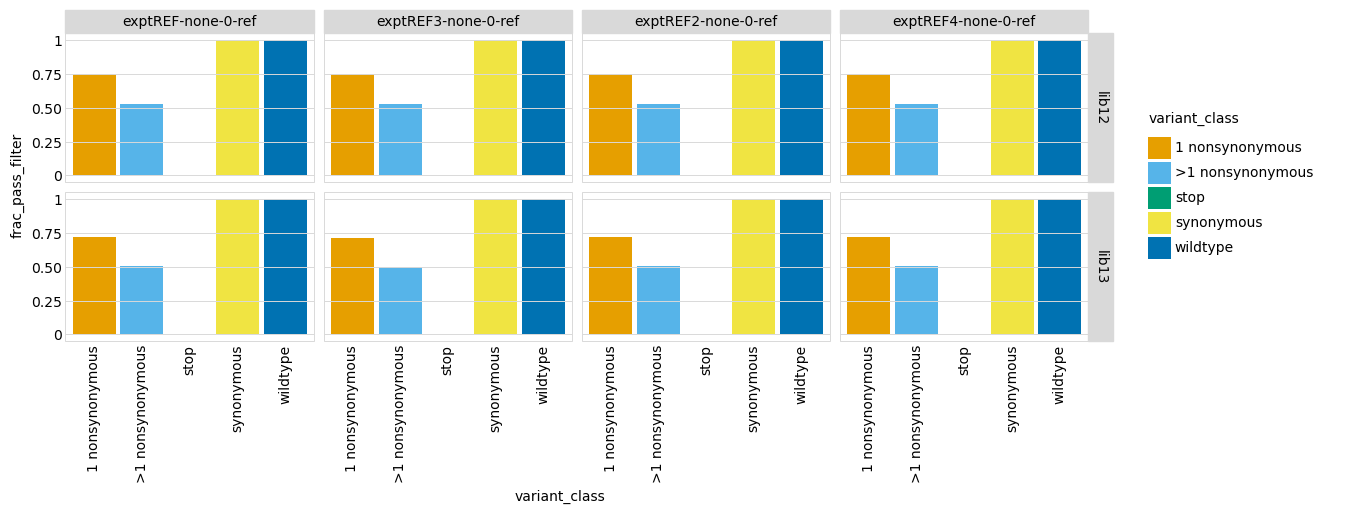 exptREF-none-0-ref exptREF3-none-0-ref exptREF2-none-0-ref exptREF4-none-0-ref
frac_pass_filter
1
0.75
0.50
0.25
0
lib12
1
0.75
0.50
0.25
0
lib13
1 nonsynonymous >1 nonsynonymous stop synonymous wildtype 1 nonsynonymous >1 nonsynonymous stop synonymous wildtype 1 nonsynonymous >1 nonsynonymous stop synonymous wildtype 1 nonsynonymous >1 nonsynonymous stop synonymous wildtype
variant_class
variant_class
1 nonsynonymous
>1 nonsynonymous
stop
synonymous
wildtype